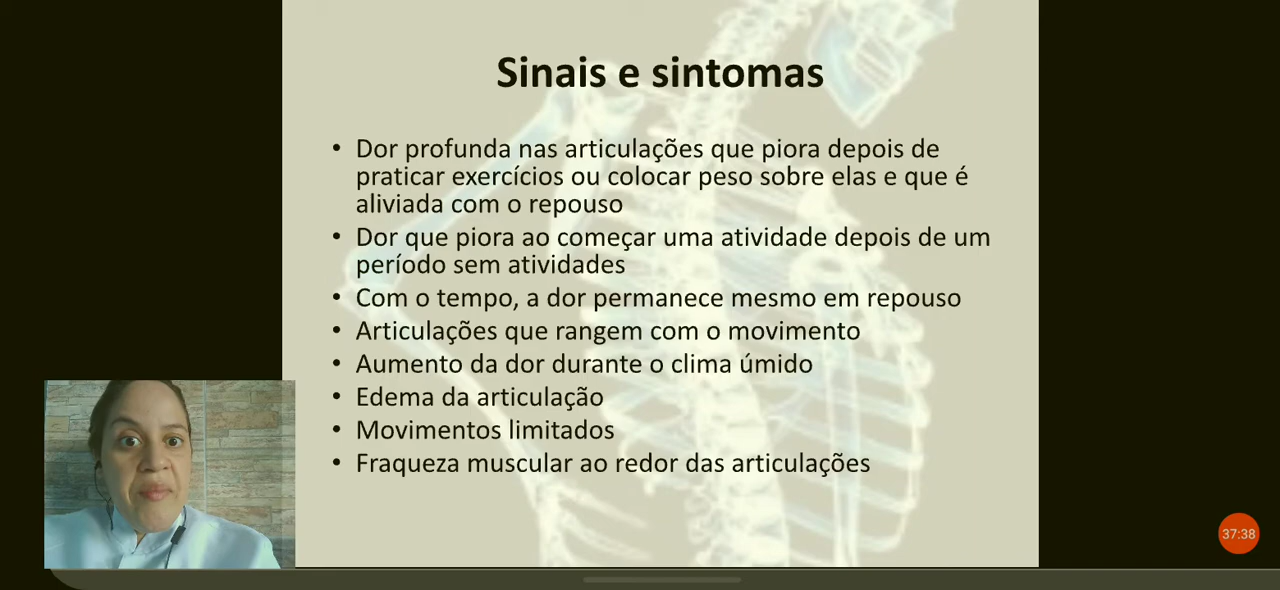 Sinais e sintomas
• Dor profunda nas articulações que piora depois de
praticar exercícios ou colocar peso sobre elas e que é
aliviada com o repouso
• Dor que piora ao começar uma atividade depois de um
período sem atividades
• Com o tempo, a dor permanece mesmo em repouso
• Articulações que rangem com o movimento
• Aumento da dor durante o clima úmido
• Edema da articulação
• Movimentos limitados
• Fraqueza muscular ao redor das articulações
37:38